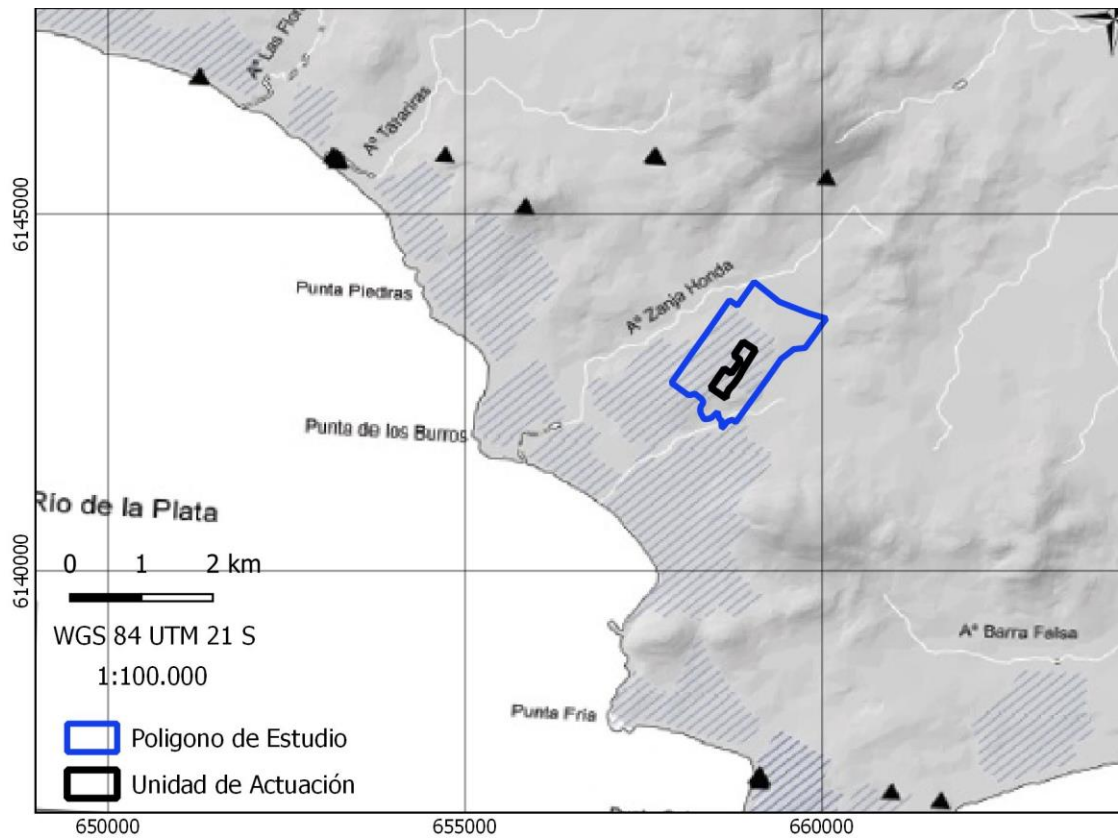 Aº Las Flor
Aº Tarariras
6145000
Aº Zanja Honda
Punta Piedras
Punta de los Burros
Río de la Plata
0 1 2 km
6140000
WGS 84 UTM 21 S
1:100.000
Aº Barra Falsa
Punta Fria
Poligono de Estudio
Unidad de Actuación
650000 655000 660000